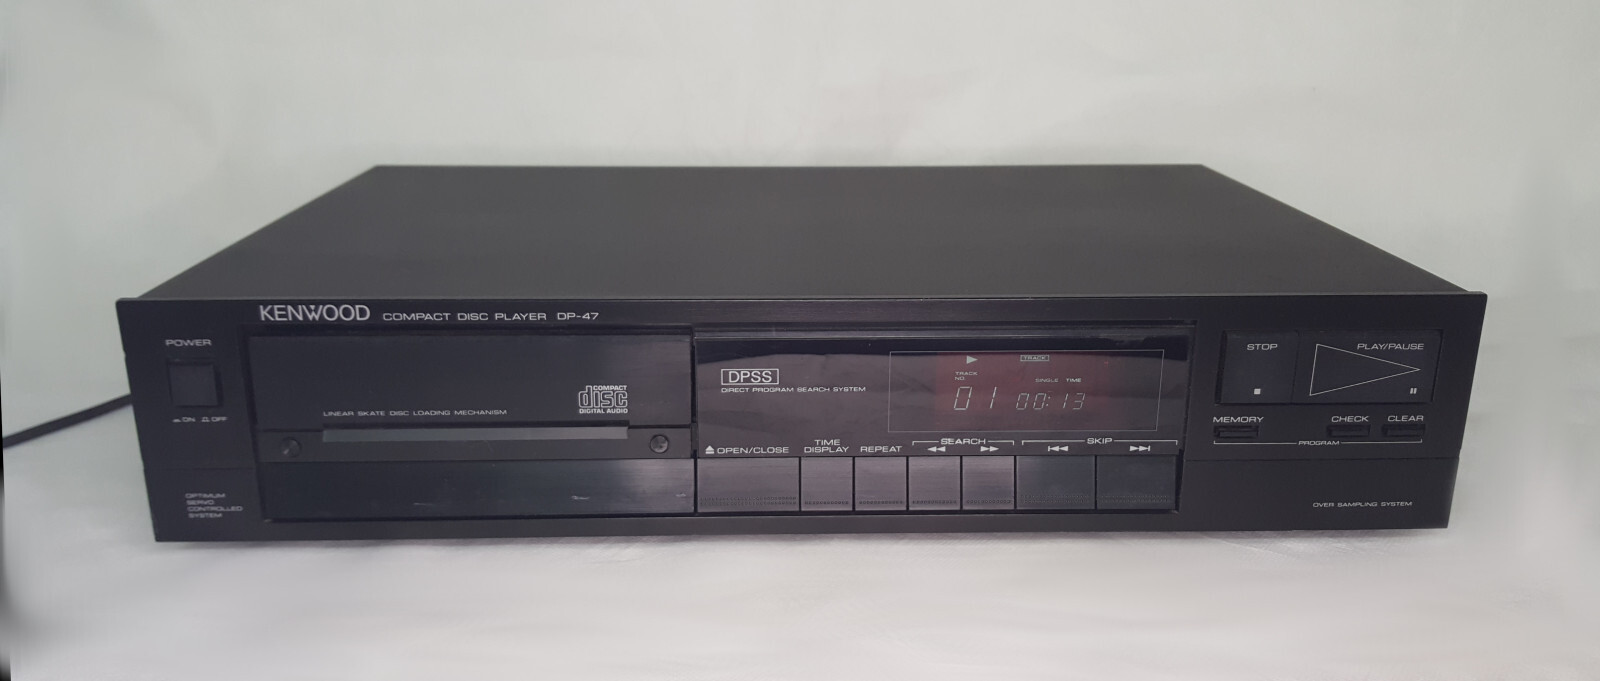 KENWOOD COMPACT DISC PLAYER DP-47
POWER
ON OFF
OPTIMUM
SERVO
CONTROLLED
SYSTEM
COMPACT
disc
DIGITAL AUDIO
LINEAR SKATE DISC LOADING MECHANISM
DPSS
DIRECT PROGRAM SEARCH SYSTEM
TRACK
TRACK
NO.
SINGLE TIME
01 00:13
OPEN/CLOSE
TIME
DISPLAY
REPEAT
SEARCH
SKIP
STOP
PLAY/PAUSE
MEMORY
CHECK
CLEAR
PROGRAM
OVER SAMPLING SYSTEM